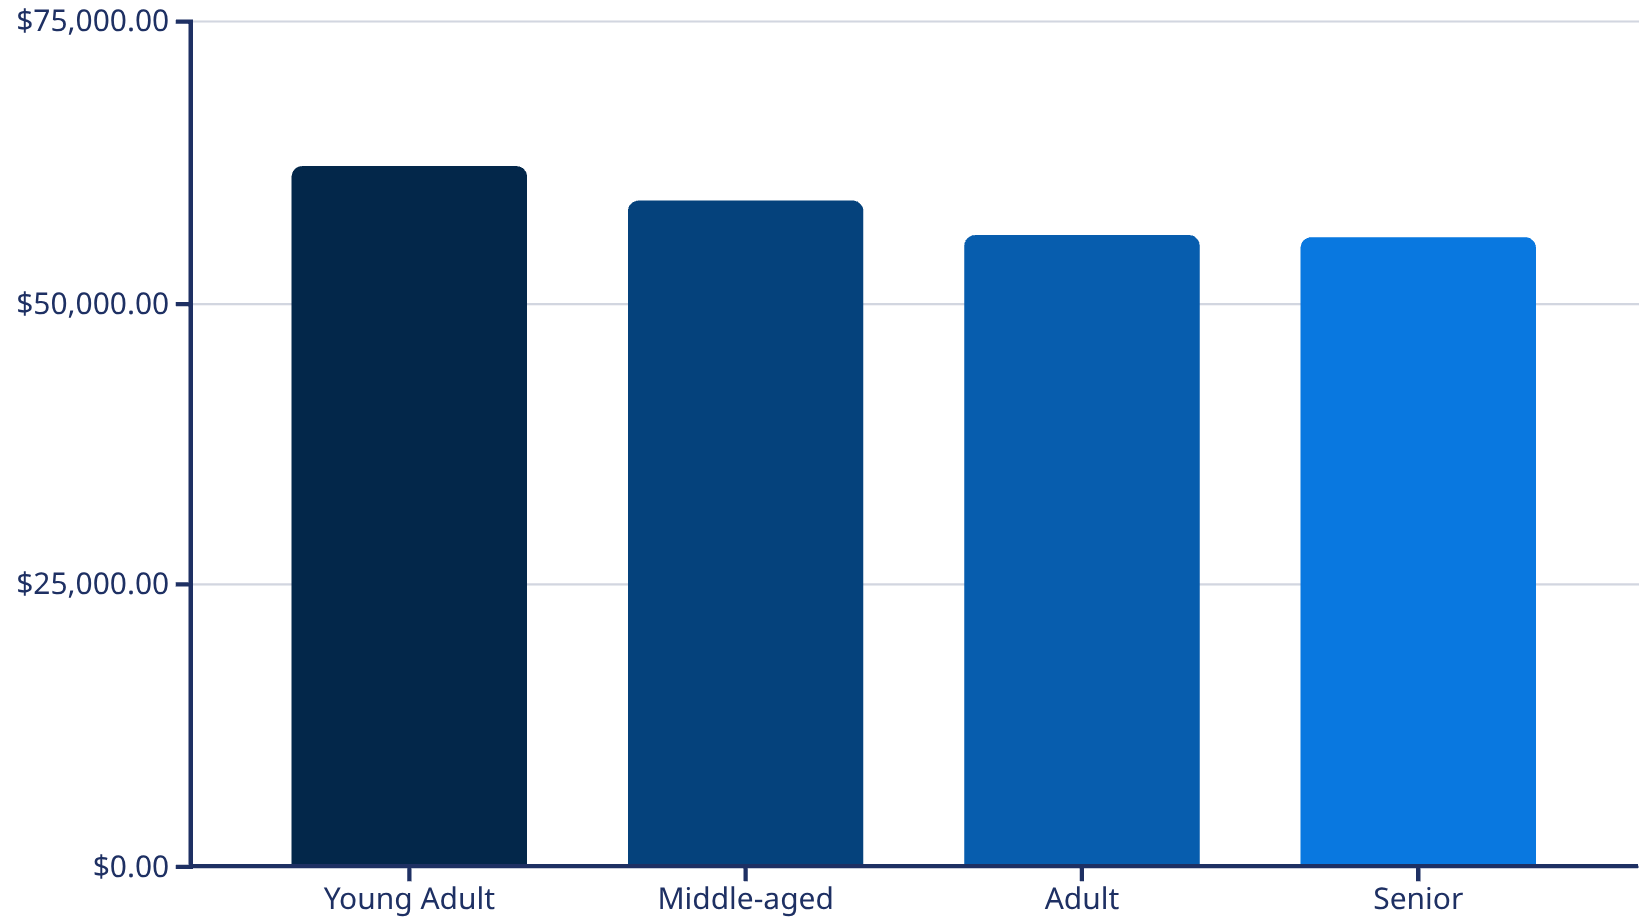 $75,000.00
$50,000.00
$25,000.00
$0.00
Young Adult
Middle-aged
Adult
Senior